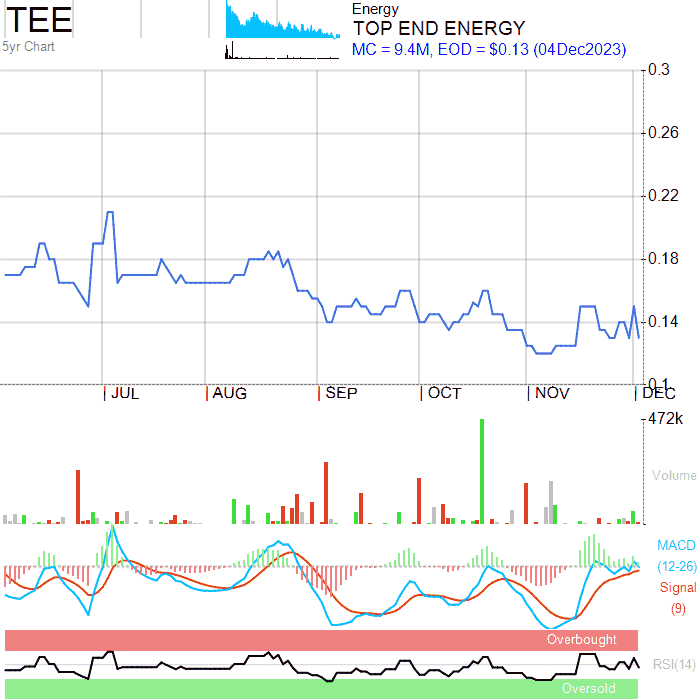 TEE
5yr Chart
Energy
TOP END ENERGY
MC = 9.4M, EOD = $0.13 (04Dec2023)
0.3
0.26
0.22
0.18
0.14
0.1
JUL AUG SEP OCT NOV DEC
472k
Volume
MACD
(12-26)
Signal
(9)
Overbought
RSI(14)
Oversold